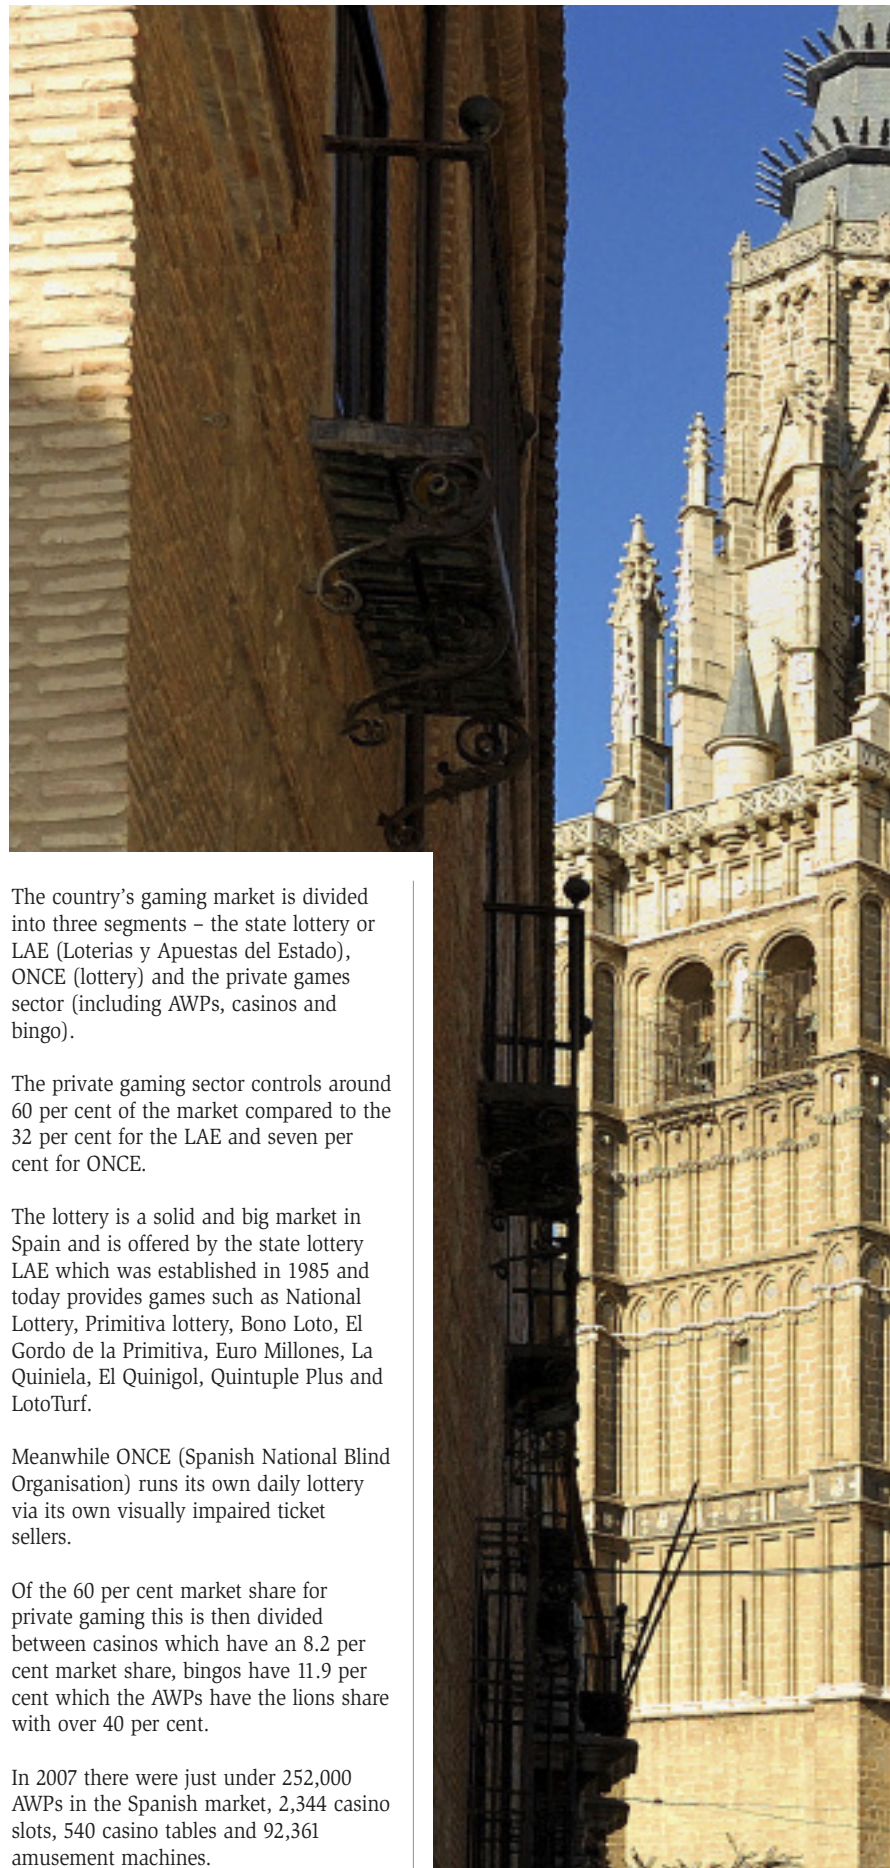 The country's gaming market is divided
into three segments – the state lottery or
LAE (Loterias y Apuestas del Estado),
ONCE (lottery) and the private games
sector (including AWPs, casinos and
bingo).
The private gaming sector controls around
60 per cent of the market compared to the
32 per cent for the LAE and seven per
cent for ONCE.
The lottery is a solid and big market in
Spain and is offered by the state lottery
LAE which was established in 1985 and
today provides games such as National
Lottery, Primitiva lottery, Bono Loto, El
Gordo de la Primitiva, Euro Millones, La
Quiniela, El Quinigol, Quintuple Plus and
LotoTurf.
Meanwhile ONCE (Spanish National Blind
Organisation) runs its own daily lottery
via its own visually impaired ticket
sellers.
Of the 60 per cent market share for
private gaming this is then divided
between casinos which have an 8.2 per
cent market share, bingos have 11.9 per
cent which the AWPs have the lions share
with over 40 per cent.
In 2007 there were just under 252,000
AWPs in the Spanish market, 2,344 casino
slots, 540 casino tables and 92,361
amusement machines.